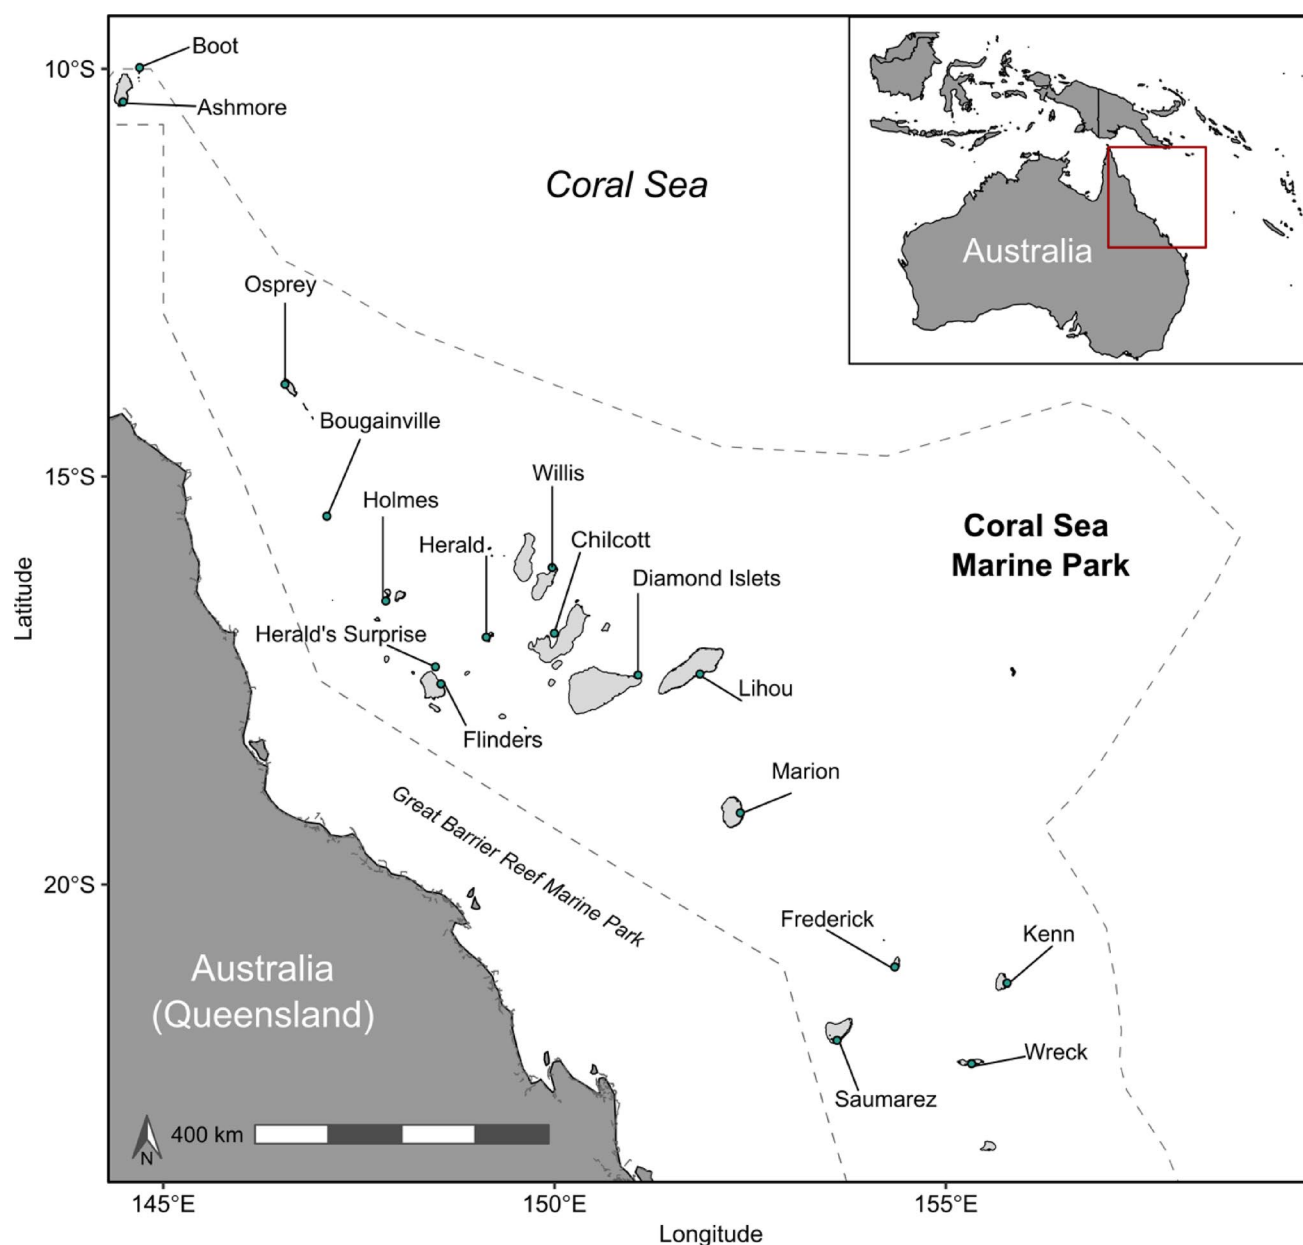 Boot
10°S
Ashmore
Coral Sea
Australia
Osprey
Bougainville
15°S
Willis
Holmes
Coral Sea
Marine Park
Herald
Chilcott
Diamond Islets
Latitude
Herald's Surprise
Lihou
Flinders
Marion
Great Barrier Reef Marine Park
20°S
Frederick
Kenn
Australia
(Queensland)
Wreck
Saumarez
400 km
N
145°E
150°E
155°E
Longitude